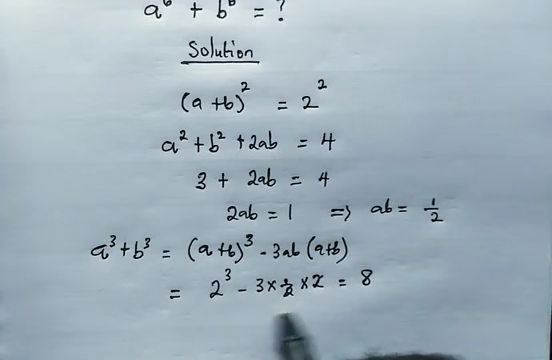 a⁶ + b⁶ = ?
Solution
(a+b)² = 2²
a² + b² + 2ab = 4
3 + 2ab = 4
2ab = 1 => ab = 1/2
a³ + b³ = (a+b)³ - 3ab(a+b)
= 2³ - 3 × 1/2 × 2 = 8